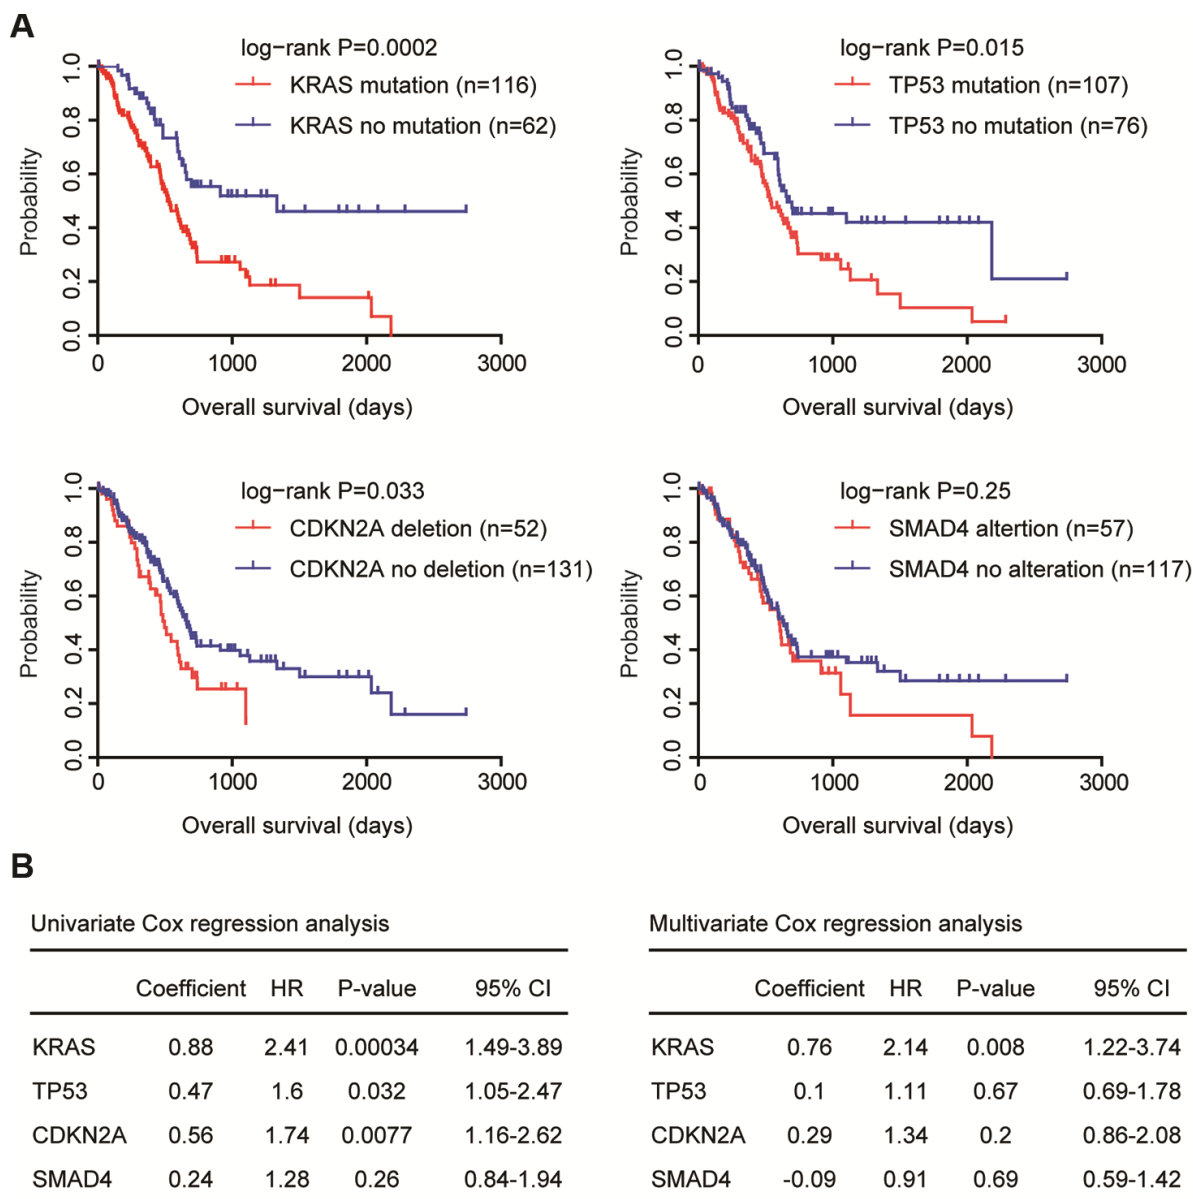 A
log−rank P=0.0002
KRAS mutation (n=116)
KRAS no mutation (n=62)
Probability
0.0 0.2 0.4 0.6 0.8 1.0
0 1000 2000 3000
Overall survival (days)
log−rank P=0.015
TP53 mutation (n=107)
TP53 no mutation (n=76)
Probability
0.0 0.2 0.4 0.6 0.8 1.0
0 1000 2000 3000
Overall survival (days)
log−rank P=0.033
CDKN2A deletion (n=52)
CDKN2A no deletion (n=131)
Probability
0.0 0.2 0.4 0.6 0.8 1.0
0 1000 2000 3000
Overall survival (days)
log−rank P=0.25
SMAD4 altertion (n=57)
SMAD4 no alteration (n=117)
Probability
0.0 0.2 0.4 0.6 0.8 1.0
0 1000 2000 3000
Overall survival (days)
B
Univariate Cox regression analysis
Coefficient HR P-value 95% CI
KRAS 0.88 2.41 0.00034 1.49-3.89
TP53 0.47 1.6 0.032 1.05-2.47
CDKN2A 0.56 1.74 0.0077 1.16-2.62
SMAD4 0.24 1.28 0.26 0.84-1.94
Multivariate Cox regression analysis
Coefficient HR P-value 95% CI
KRAS 0.76 2.14 0.008 1.22-3.74
TP53 0.1 1.11 0.67 0.69-1.78
CDKN2A 0.29 1.34 0.2 0.86-2.08
SMAD4 -0.09 0.91 0.69 0.59-1.42